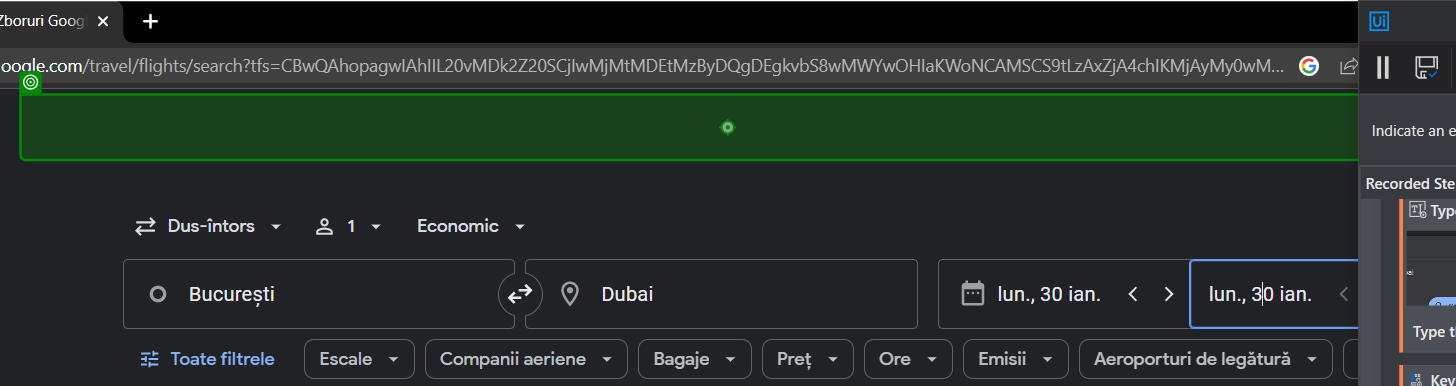 Zboruri Goog
Ui
oogle.com/travel/flights/search?tfs=
Indicate an e
Recorded Ste
Typ
Dus-întors 1 Economic
București Dubai lun., 30 ian. lun., 30 ian.
Type th
Toate filtrele Escale Companii aeriene Bagaje Preț Ore Emisii Aeroporturi de legătură
Key